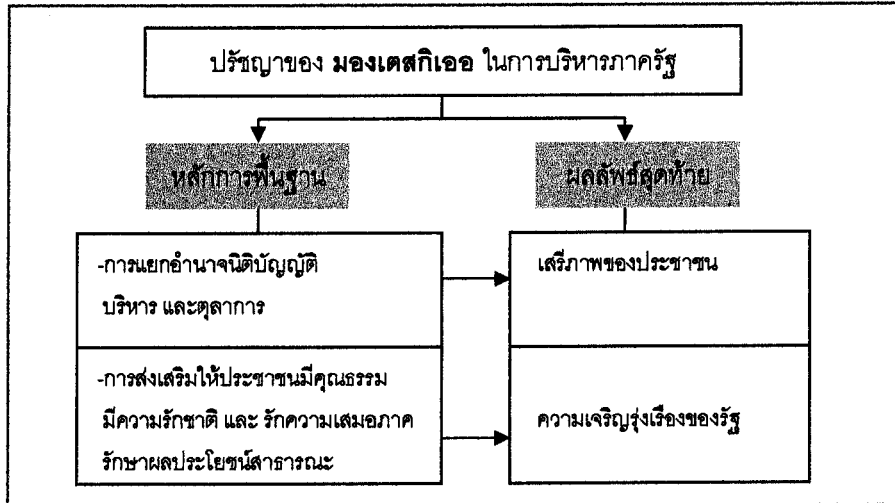 ปรัชญาของ มองเตสกิเออ ในการบริหารภาครัฐ
หลักการพื้นฐาน
ผลลัพธ์สุดท้าย
-การแยกอำนาจนิติบัญญัติ
บริหาร และตุลาการ
เสรีภาพของประชาชน
-การส่งเสริมให้ประชาชนมีคุณธรรม
มีความรักชาติ และ รักความเสมอภาค
รักษาผลประโยชน์สาธารณะ
ความเจริญรุ่งเรืองของรัฐ